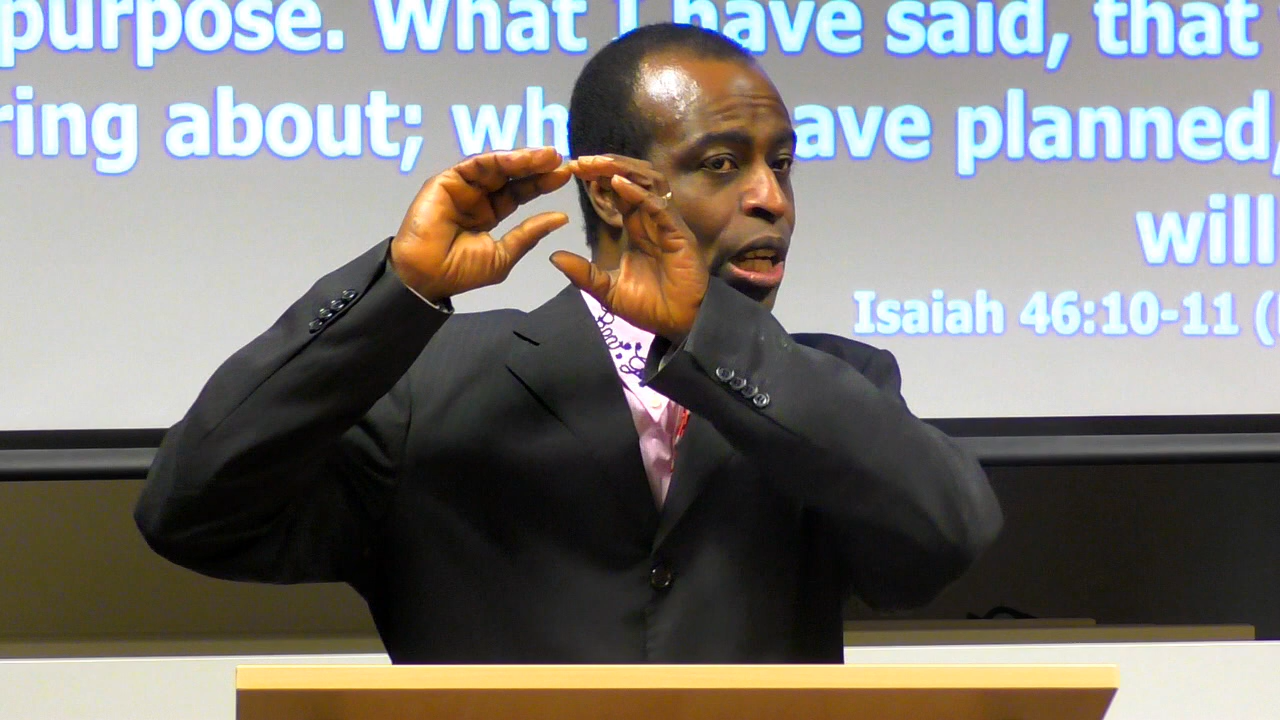 purpose. What I have said, that
ring about; wh ave planned,
will
Isaiah 46:10-11 (